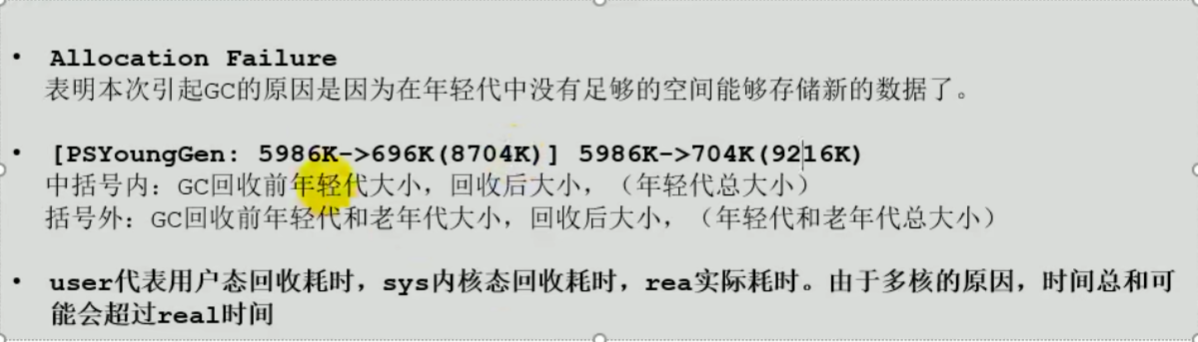 • Allocation Failure
表明本次引起GC的原因是因为在年轻代中没有足够的空间能够存储新的数据了。
• [PSYoungGen: 5986K->696K(8704K)] 5986K->704K(9216K)
中括号内：GC回收前年轻代大小，回收后大小，（年轻代总大小）
括号外：GC回收前年轻代和老年代大小，回收后大小，（年轻代和老年代总大小）
• user代表用户态回收耗时，sys内核态回收耗时，rea实际耗时。由于多核的原因，时间总和可
能会超过real时间